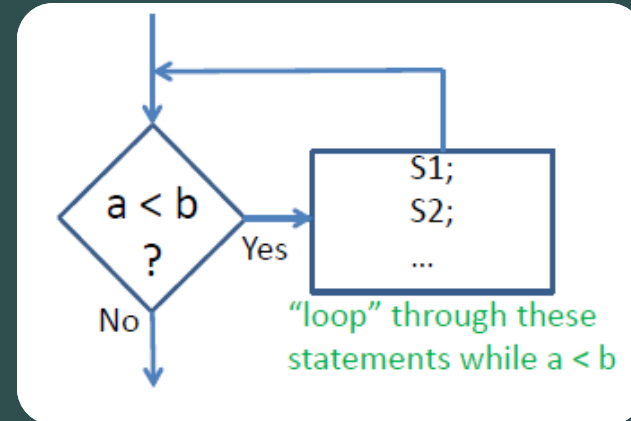 a < b
?
Yes
No
S1;
S2;
...
“loop” through these
statements while a < b